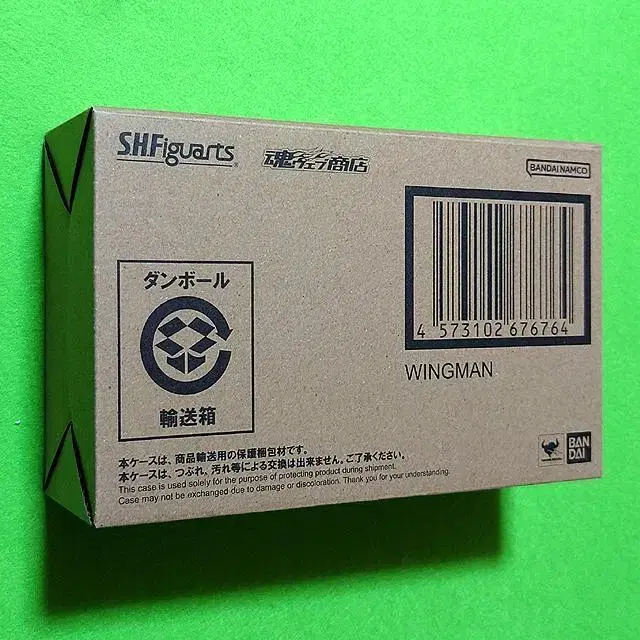 S.H.Figuarts
魂ウェブ商店
BANDAI NAMCO
4 573102 676764
WINGMAN
ダンボール
輸送箱
BAN
DAI
本ケースは、商品輸送用の保護梱包材です。
本ケースは、つぶれ、汚れ等による交換は出来ません。ご了承ください。
This case is used solely for the purpose of protecting product during shipment.
Case may not be exchanged due to damage or discoloration. Thank you for your understanding.